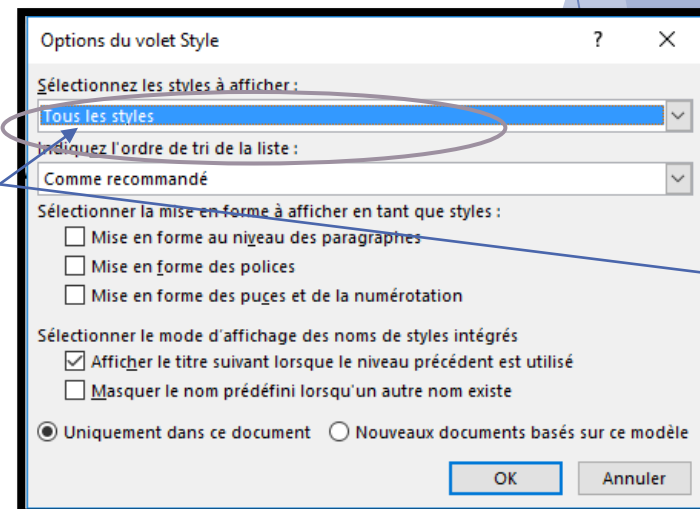 Options du volet Style
?
Sélectionnez les styles à afficher :
Tous les styles
Indiquez l'ordre de tri de la liste :
Comme recommandé
Sélectionner la mise en forme à afficher en tant que styles :
Mise en forme au niveau des paragraphes
Mise en forme des polices
Mise en forme des puces et de la numérotation
Sélectionner le mode d'affichage des noms de styles intégrés
Afficher le titre suivant lorsque le niveau précédent est utilisé
Masquer le nom prédéfini lorsqu'un autre nom existe
Uniquement dans ce document Nouveaux documents basés sur ce modèle
OK Annuler